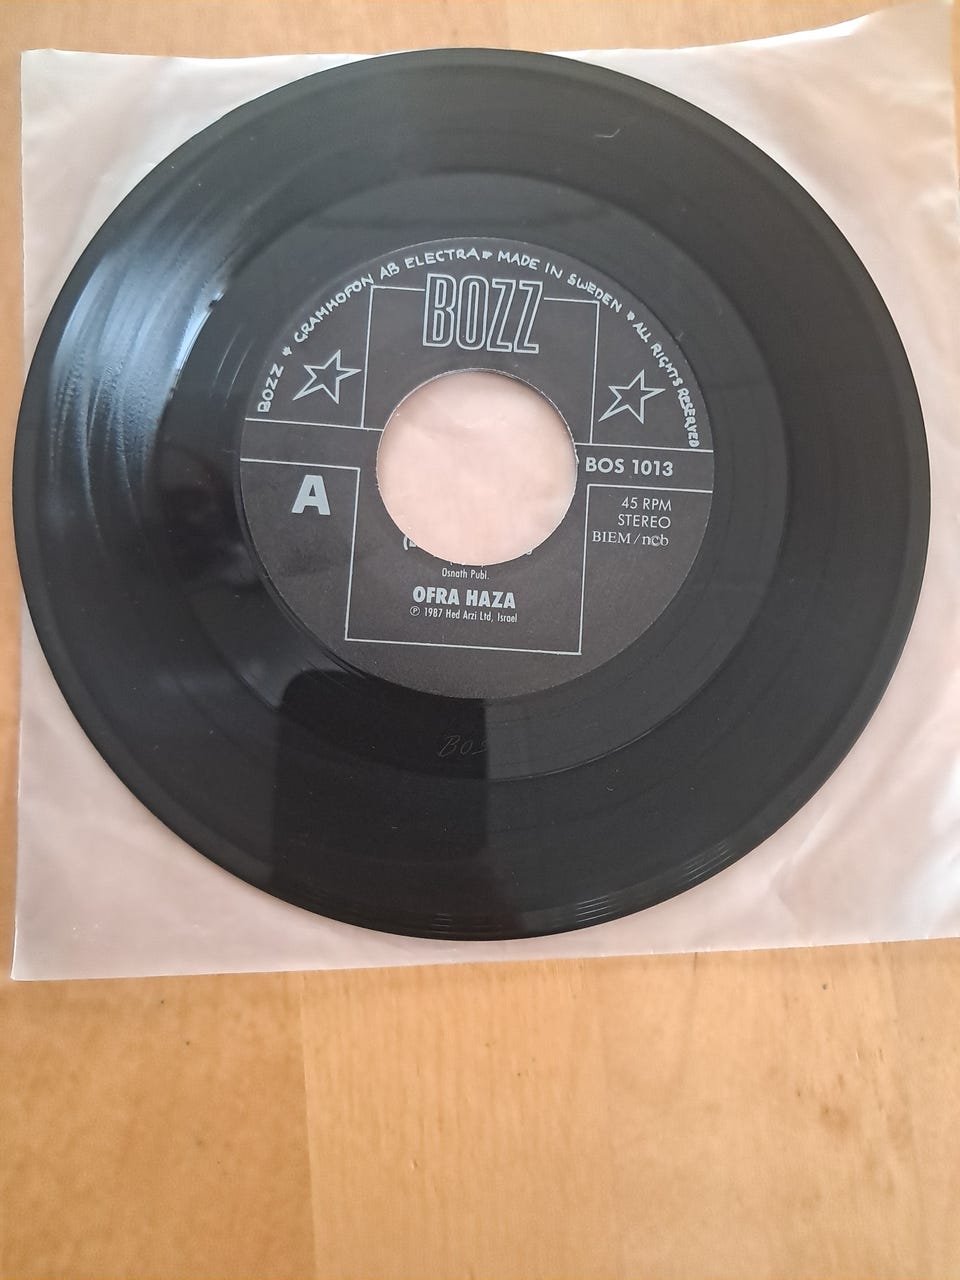 BOZZ * GRAMMOFON AB ELECTRA * MADE IN SWEDEN * ALL RIGHTS RESERVED
BOZZ
BOS 1013
A
45 RPM
STEREO
BIEM/ncb
Osnath Publ.
OFRA HAZA
℗ 1987 Hed Arzi Ltd, Israel
BOS